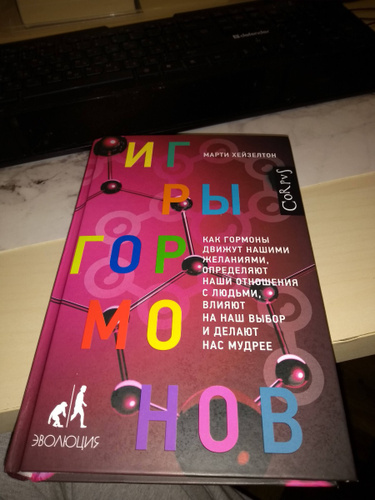 МАРТИ ХЕЙЗЕЛТОН
CORPUS
ИГ
РЫ
ГОР
МО
НОВ
КАК ГОРМОНЫ
ДВИЖУТ НАШИМИ
ЖЕЛАНИЯМИ,
ОПРЕДЕЛЯЮТ
НАШИ ОТНОШЕНИЯ
С ЛЮДЬМИ,
ВЛИЯЮТ
НА НАШ ВЫБОР
И ДЕЛАЮТ
НАС МУДРЕЕ
ЭВОЛЮЦИЯ